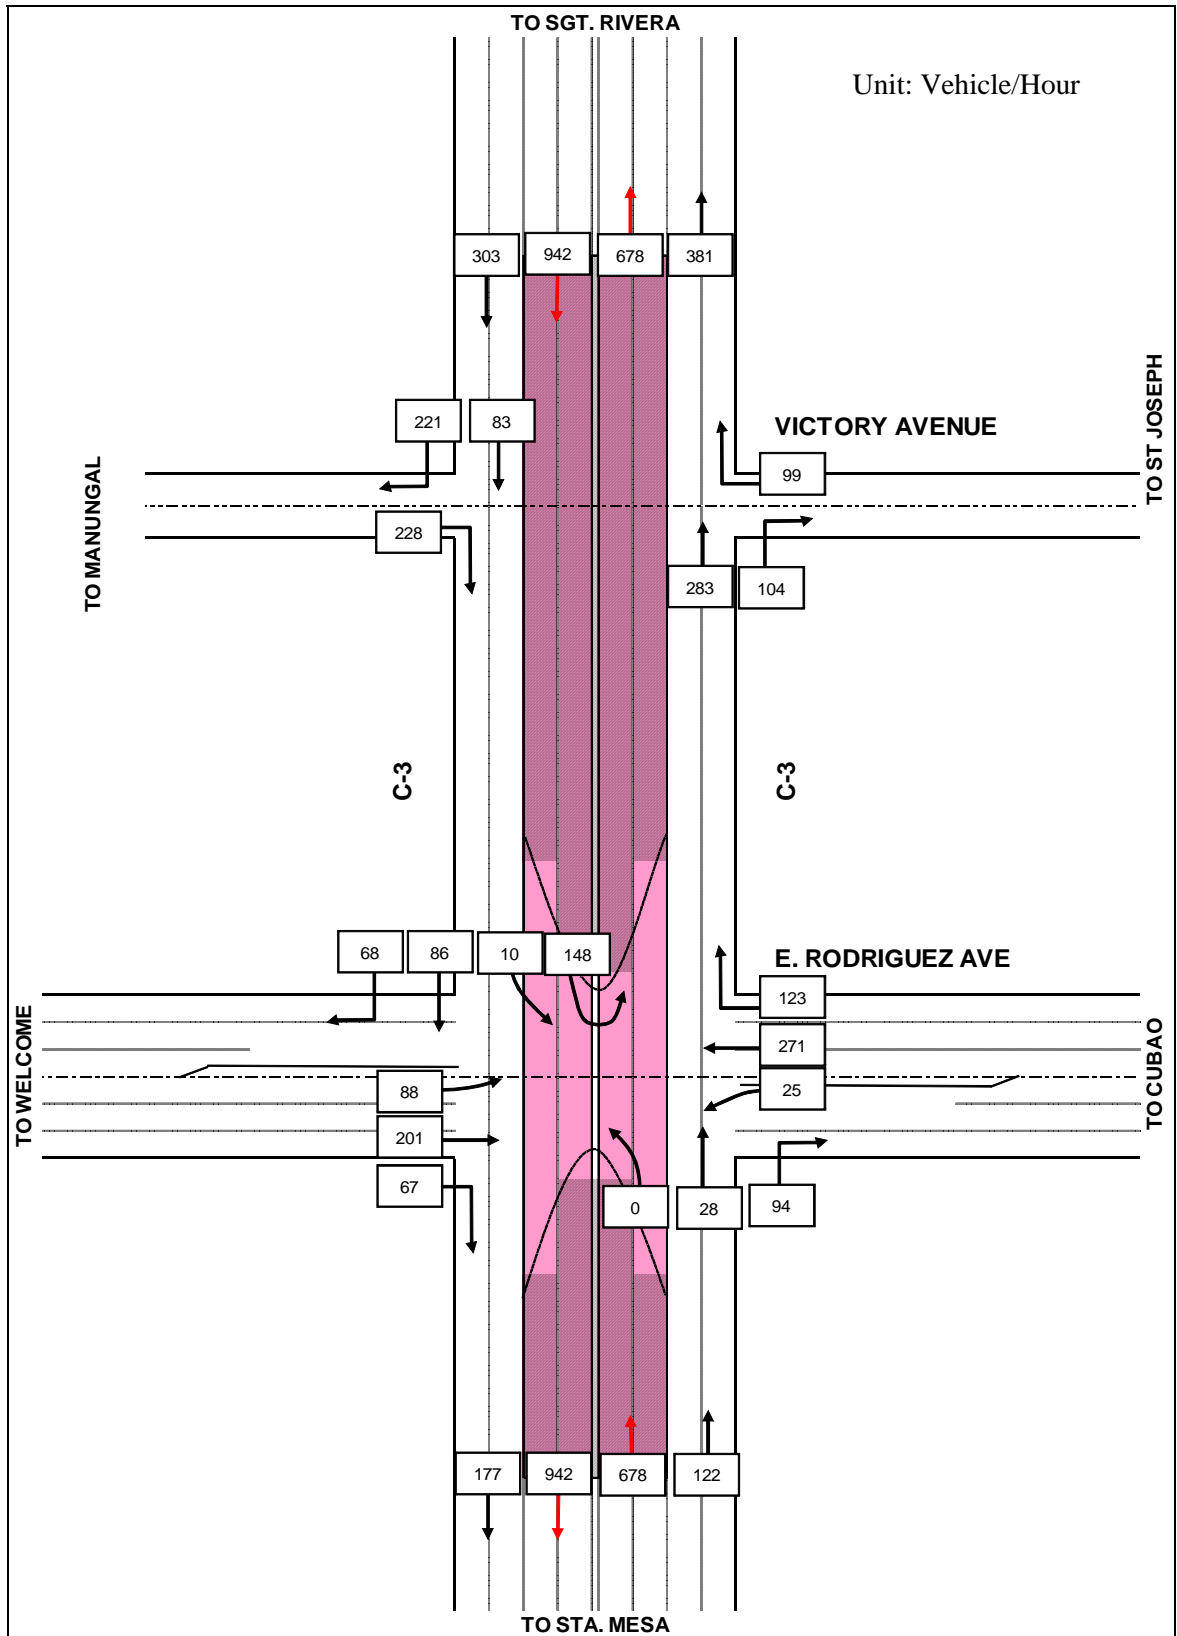 TO SGT. RIVERA
Unit: Vehicle/Hour
303 942 678 381
221 83
VICTORY AVENUE
TO ST JOSEPH
99
TO MANUNGAL
228
283 104
C-3 C-3
68 86 10 148
E. RODRIGUEZ AVE
123
TO WELCOME
271
TO CUBAO
88 25
201
67
0 28 94
177 942 678 122
TO STA. MESA